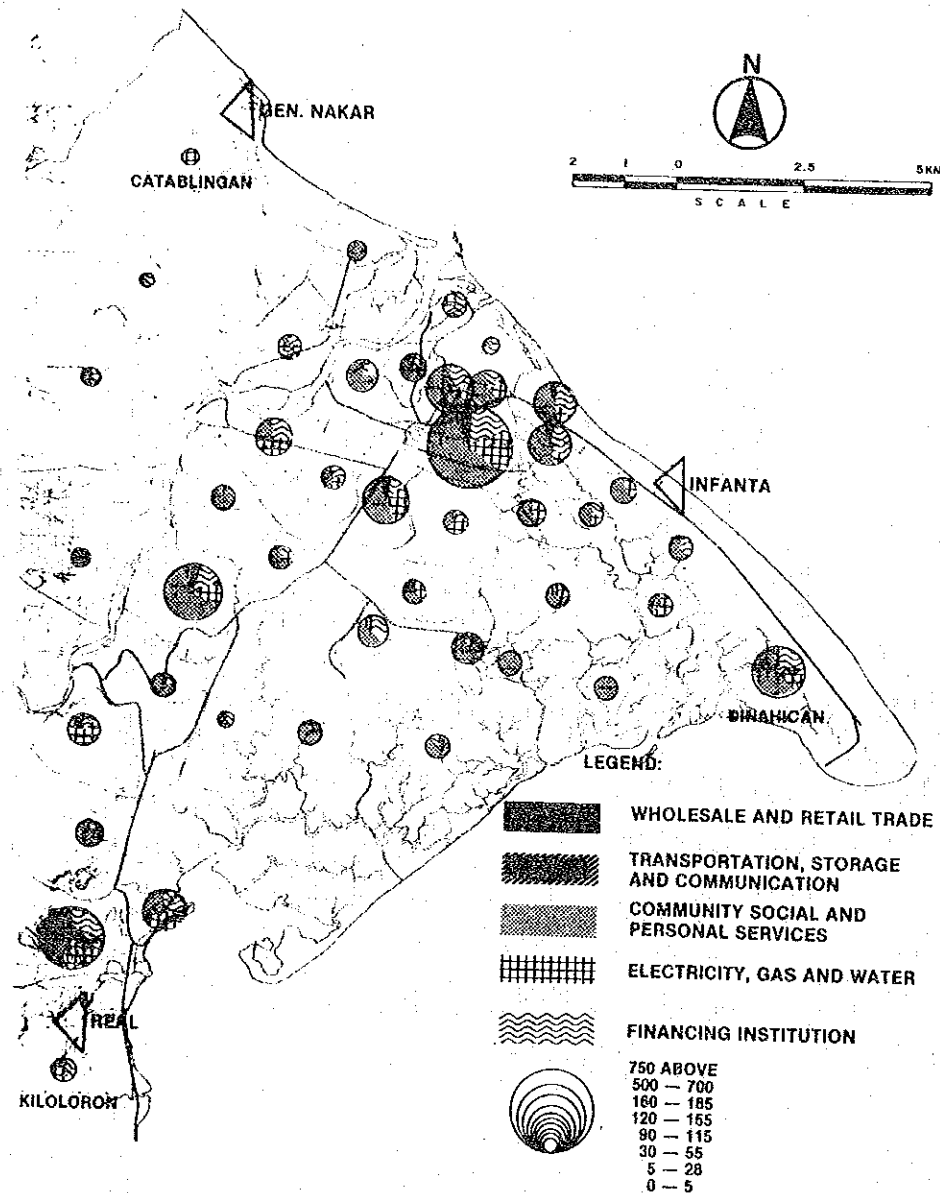 N
GEN. NAKAR
CATABLINGAN
2 1 0 2.5 5KM
SCALE
INFANTA
DINAHICAN
LEGEND:
WHOLESALE AND RETAIL TRADE
TRANSPORTATION, STORAGE
AND COMMUNICATION
COMMUNITY SOCIAL AND
PERSONAL SERVICES
ELECTRICITY, GAS AND WATER
FINANCING INSTITUTION
750 ABOVE
500 — 700
160 — 185
120 — 155
90 — 115
30 — 55
5 — 28
0 — 5
REAL
KILOLORON